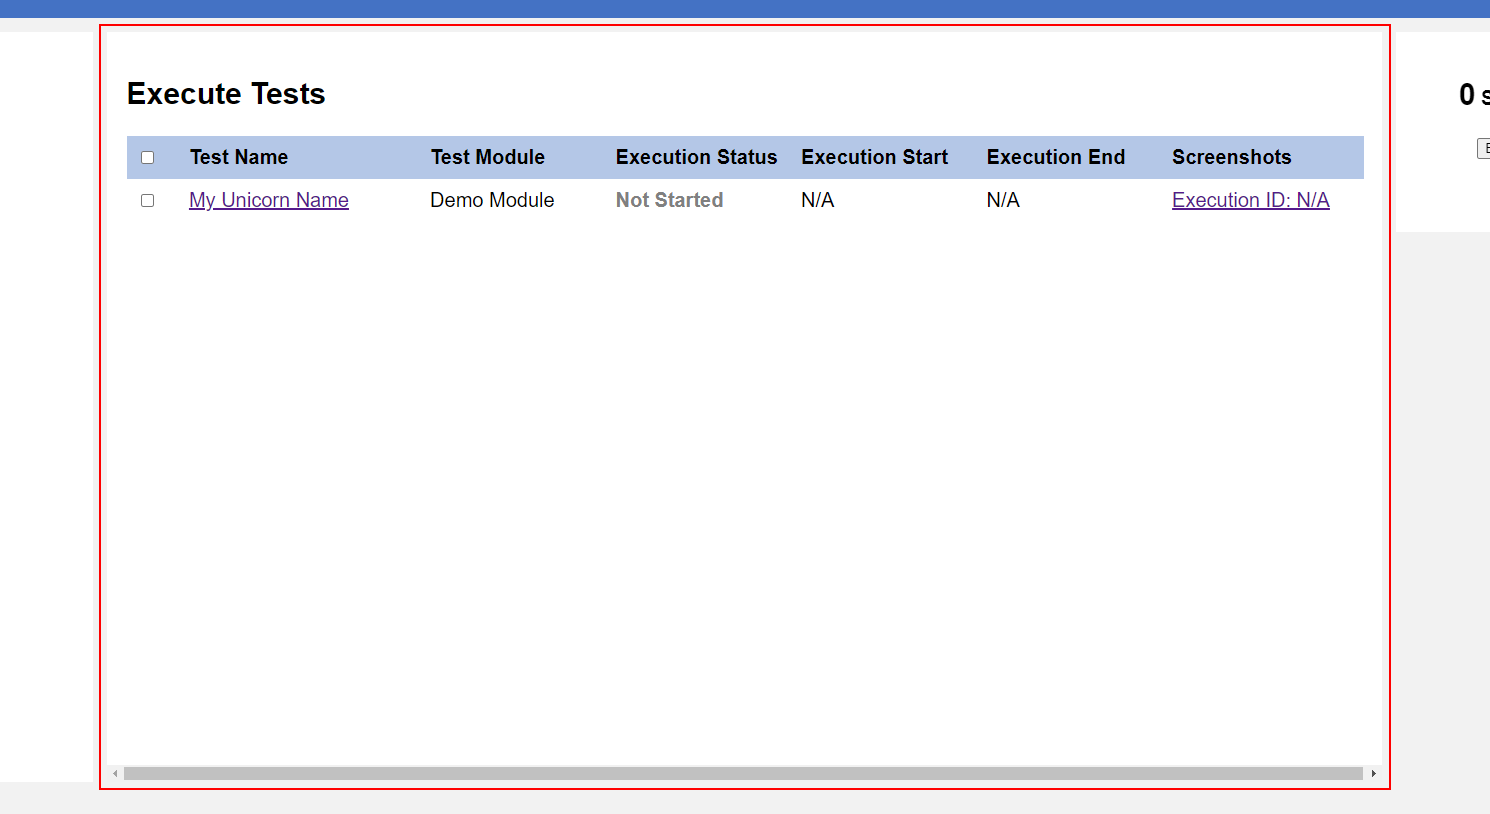 Execute Tests
Test Name Test Module Execution Status Execution Start Execution End Screenshots
My Unicorn Name Demo Module Not Started N/A N/A Execution ID: N/A
0